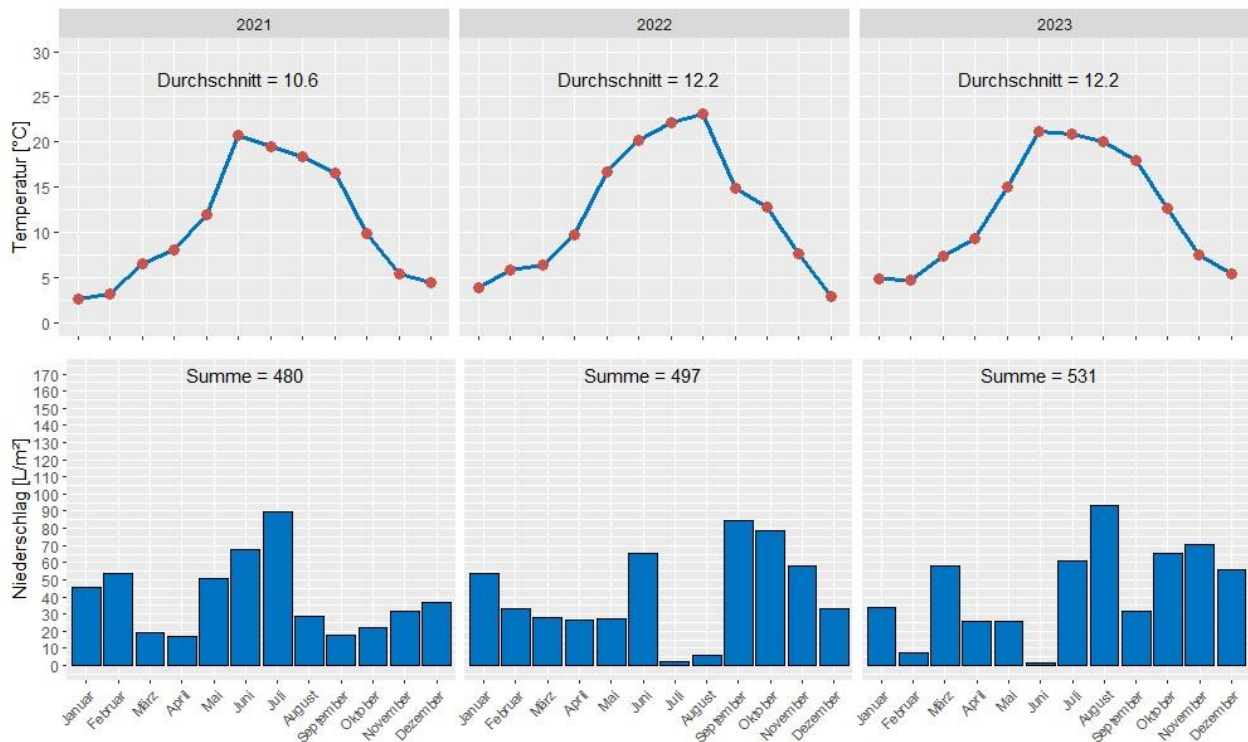 2021
2022
2023
Temperatur [°C]
30
25
20
15
10
5
0
Durchschnitt = 10.6
Durchschnitt = 12.2
Durchschnitt = 12.2
Niederschlag [L/m²]
170
160
150
140
130
120
110
100
90
80
70
60
50
40
30
20
10
0
Summe = 480
Summe = 497
Summe = 531
Januar
Februar
März
April
Mai
Juni
Juli
August
September
Oktober
November
Dezember
Januar
Februar
März
April
Mai
Juni
Juli
August
September
Oktober
November
Dezember
Januar
Februar
März
April
Mai
Juni
Juli
August
September
Oktober
November
Dezember